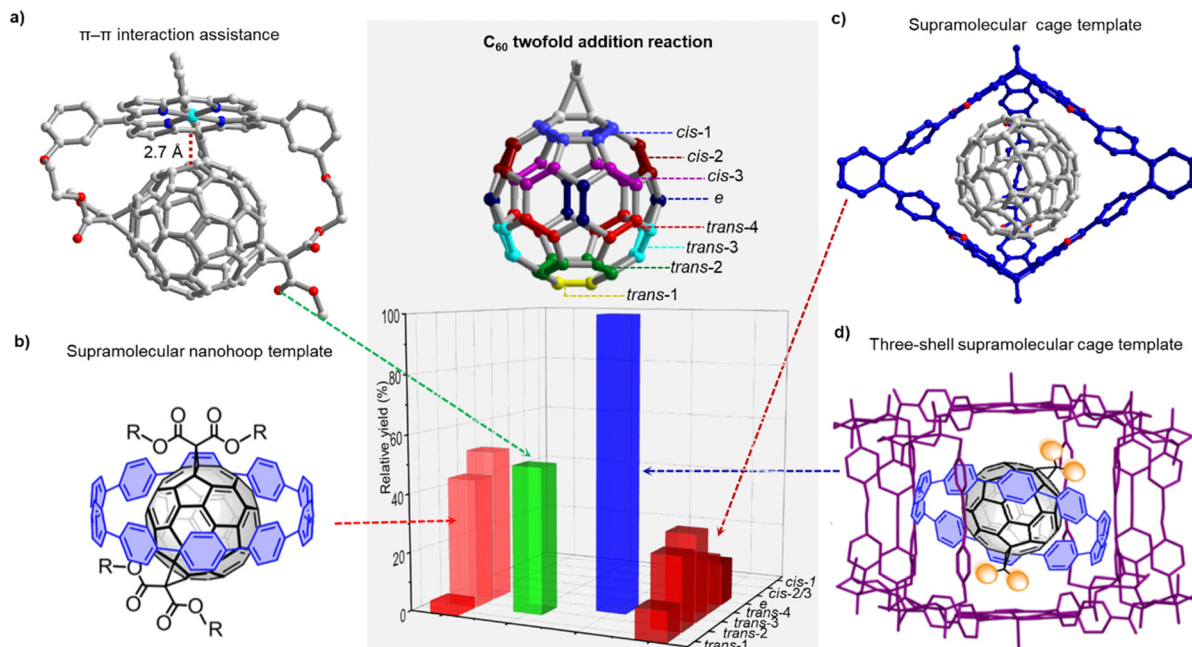 a)
π–π interaction assistance
2.7 Å
C60 twofold addition reaction
cis-1
cis-2
cis-3
e
trans-4
trans-3
trans-2
trans-1
c)
Supramolecular cage template
b)
Supramolecular nanohoop template
O
O
R
O
O
R
R
O
O
O
O
R
Relative yield (%)
100
80
60
40
20
0
cis-1
cis-2/3
e
trans-4
trans-3
trans-2
trans-1
d)
Three-shell supramolecular cage template